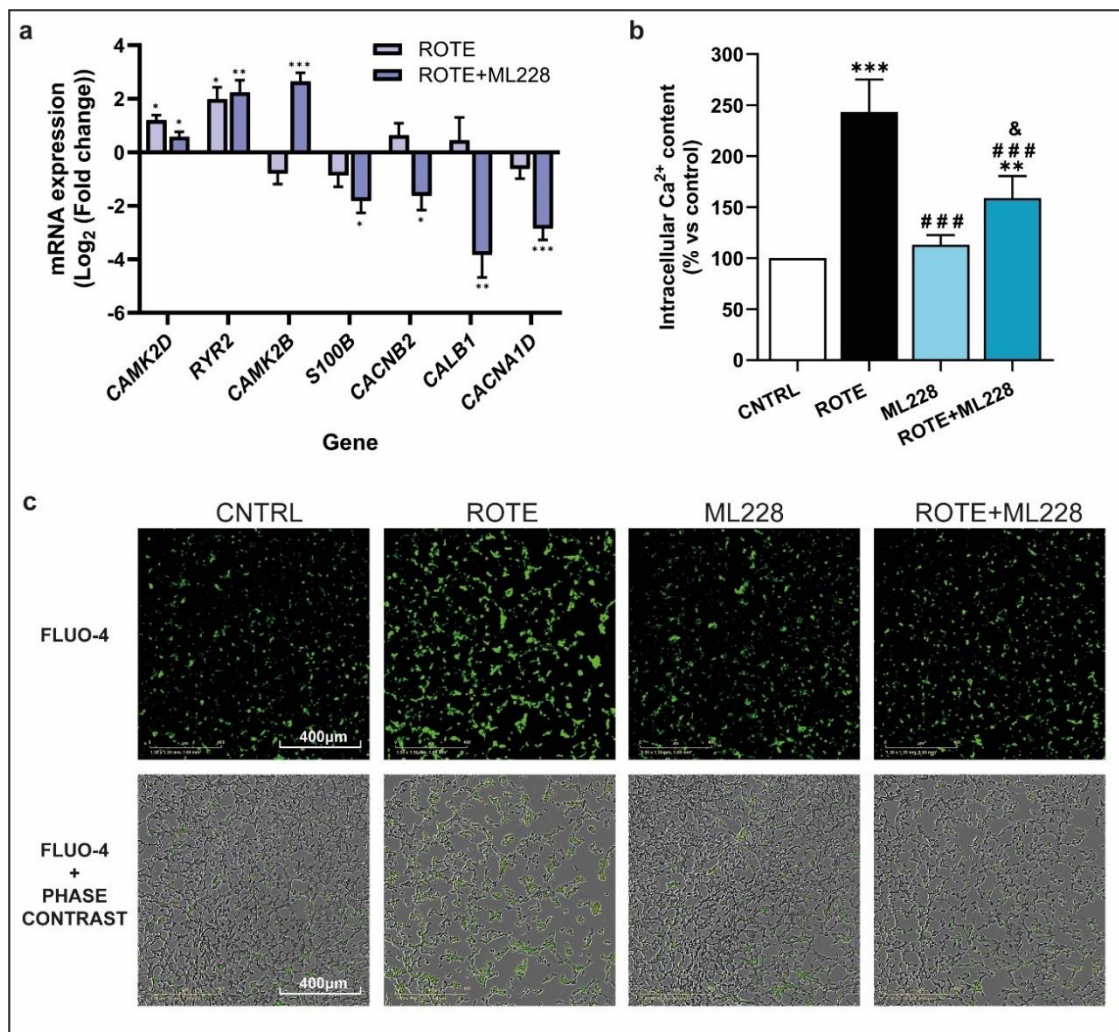 a
mRNA expression
(Log₂ (Fold change))
4
2
0
-2
-4
-6
ROTE
ROTE+ML228
*
*
*
**
***
*
*
**
***
CAMK2D
RYR2
CAMK2B
S100B
CACNB2
CALB1
CACNA1D
Gene
b
Intracellular Ca²⁺ content
(% vs control)
300
250
200
150
100
50
0
***
###
&
###
**
CNTRL
ROTE
ML228
ROTE+ML228
c
CNTRL
ROTE
ML228
ROTE+ML228
FLUO-4
400µm
FLUO-4
+
PHASE
CONTRAST
400µm